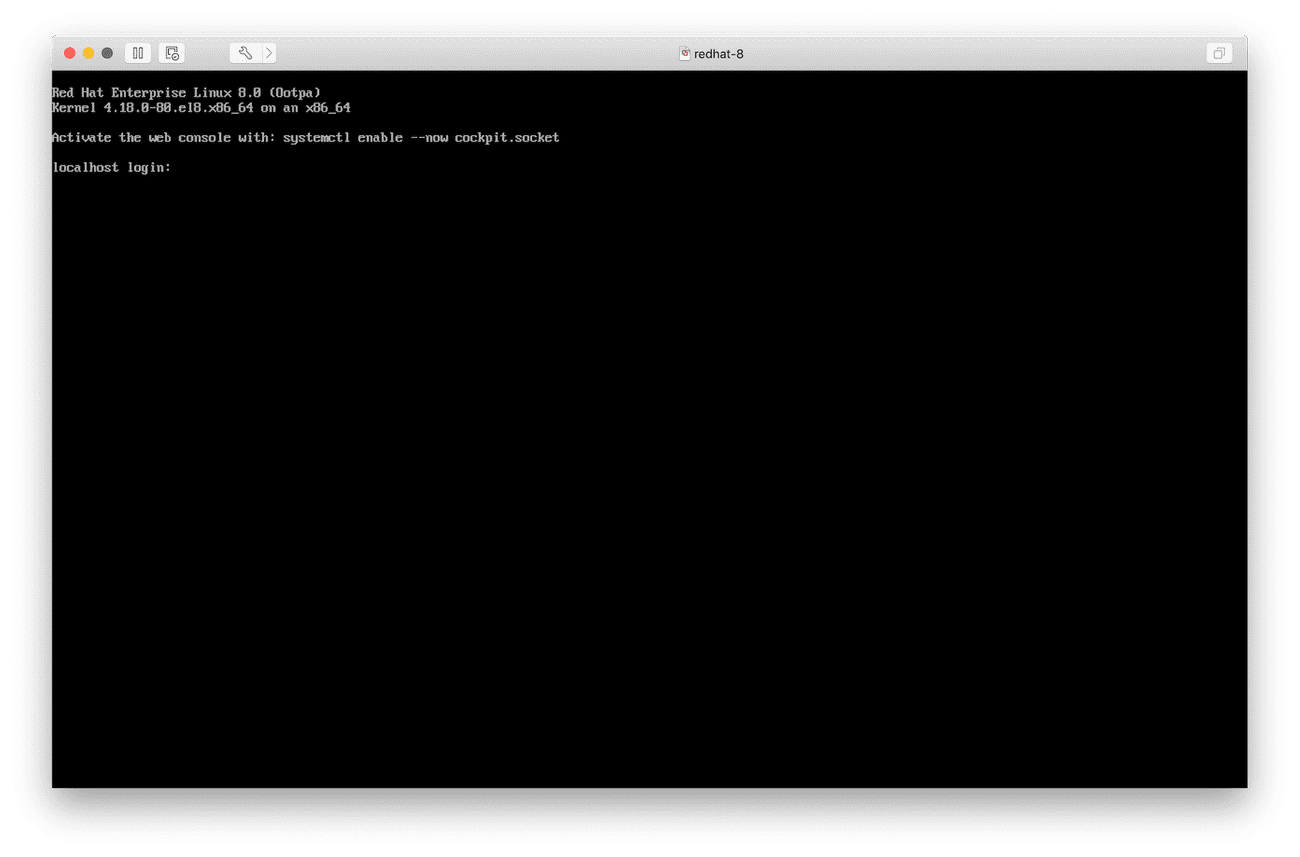 redhat-8
Red Hat Enterprise Linux 8.0 (Ootpa)
Kernel 4.18.0-80.el8.x86_64 on an x86_64
Activate the web console with: systemctl enable --now cockpit.socket
localhost login: